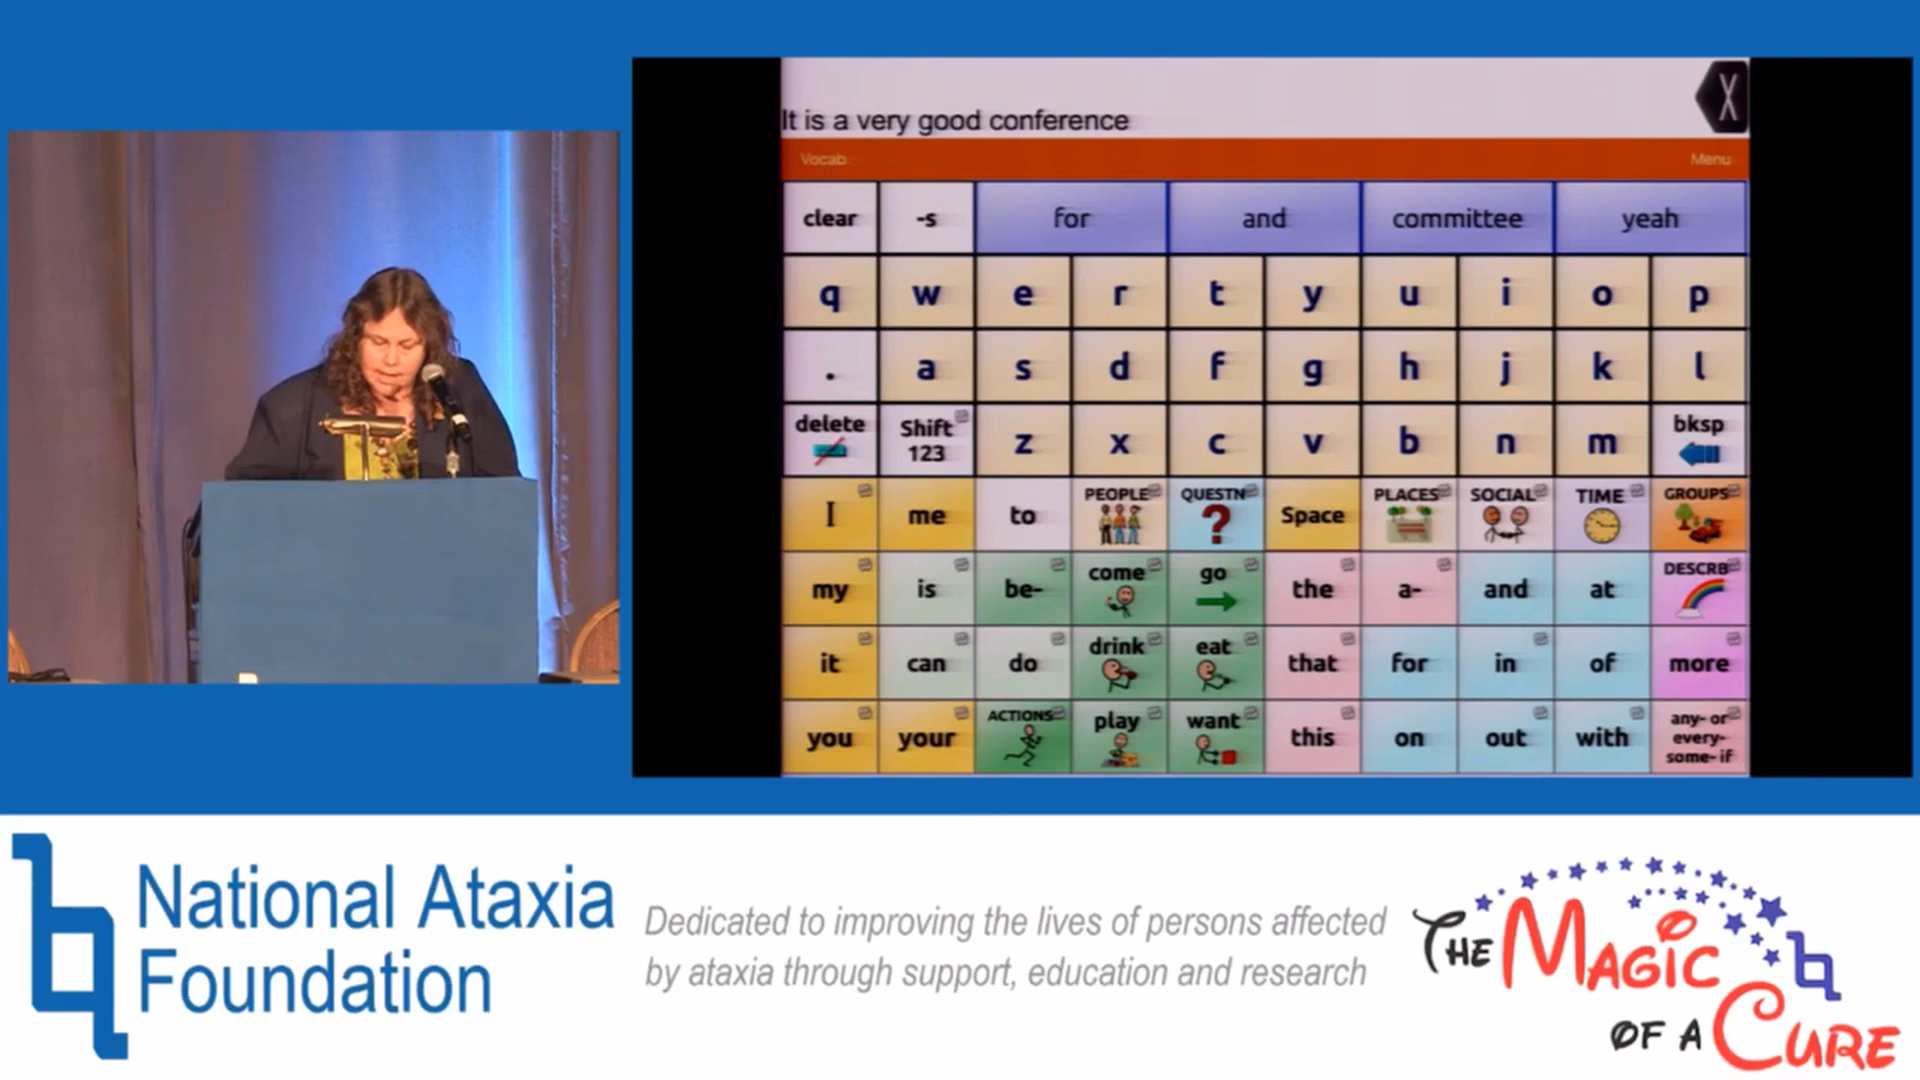 It is a very good conference
X
Vocab
Menu
clear -s for and committee yeah
q w e r t y u i o p
. a s d f g h j k l
delete Shift 123 z x c v b n m bksp
I me to PEOPLE QUESTN ? Space PLACES SOCIAL TIME GROUPS
my is be- come go the a- and at DESCRB
it can do drink eat that for in of more
you your ACTIONS play want this on out with any- or every- some- if
National Ataxia
Foundation
Dedicated to improving the lives of persons affected
by ataxia through support, education and research
THE MAGIC
OF A CURE